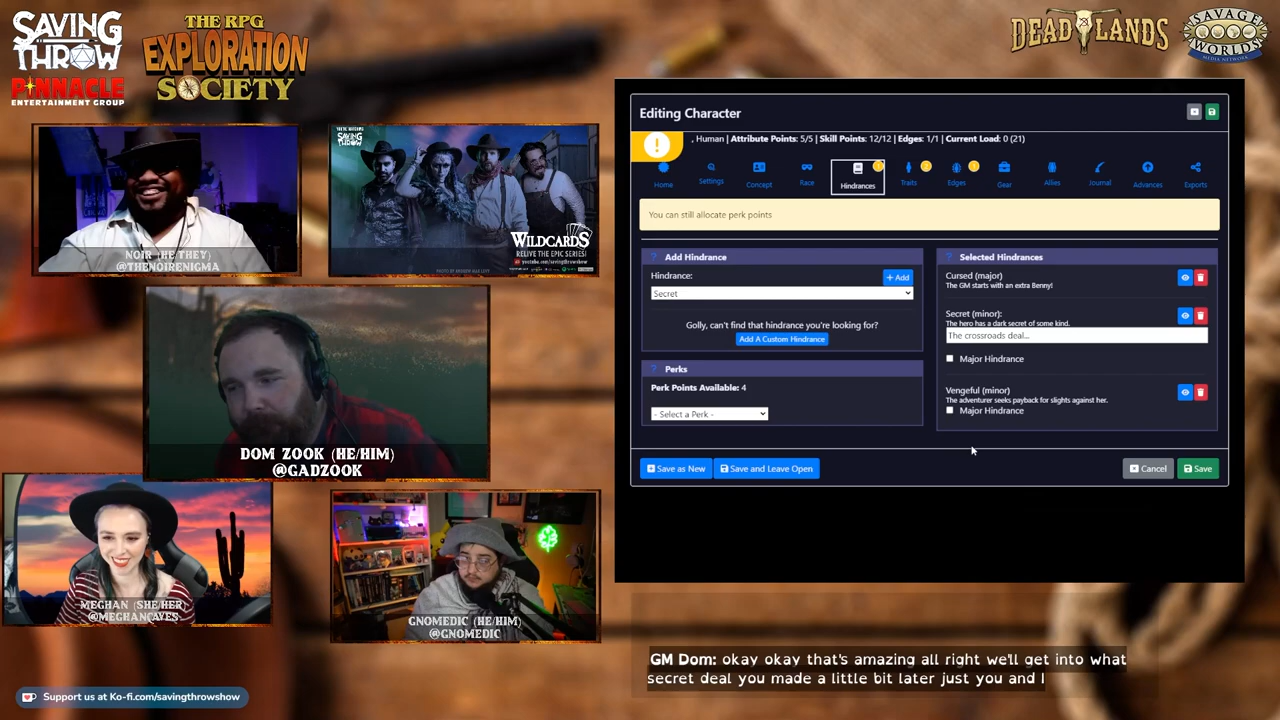 SAVING
THROW
PINNACLE
ENTERTAINMENT GROUP
THE RPG
EXPLORATION
SOCIETY
DEADLANDS
SAVAGE
WORLDS
MEDIA NETWORK
NOIR (HE/THEY)
@THENOIRENIGMA
SAVING
THROW
WILDCARDS
RELIVE THE EPIC SERIES!
DOM ZOOK (HE/HIM)
@GADZOOK
MEGHAN (SHE/HER)
@MEGHANCAVES
GNOMEDIC (HE/HIM)
@GNOMEDIC
Support us at Ko-fi.com/savingthrowshow
Editing Character
, Human | Attribute Points: 5/5 | Skill Points: 12/12 | Edges: 1/1 | Current Load: 0 (21)
Home Settings Concept Race Hindrances Traits Edges Gear Allies Journal Advances Exports
You can still allocate perk points
? Add Hindrance
Hindrance:
+ Add
Secret
Golly, can't find that hindrance you're looking for?
Add A Custom Hindrance
? Perks
Perk Points Available: 4
- Select a Perk -
? Selected Hindrances
Cursed (major)
The GM starts with an extra Benny!
Secret (minor):
The hero has a dark secret of some kind.
The crossroads deal...
Major Hindrance
Vengeful (minor)
The adventurer seeks payback for slights against her.
Major Hindrance
Save as New Save and Leave Open Cancel Save
GM Dom: okay okay that's amazing all right we'll get into what
secret deal you made a little bit later just you and I